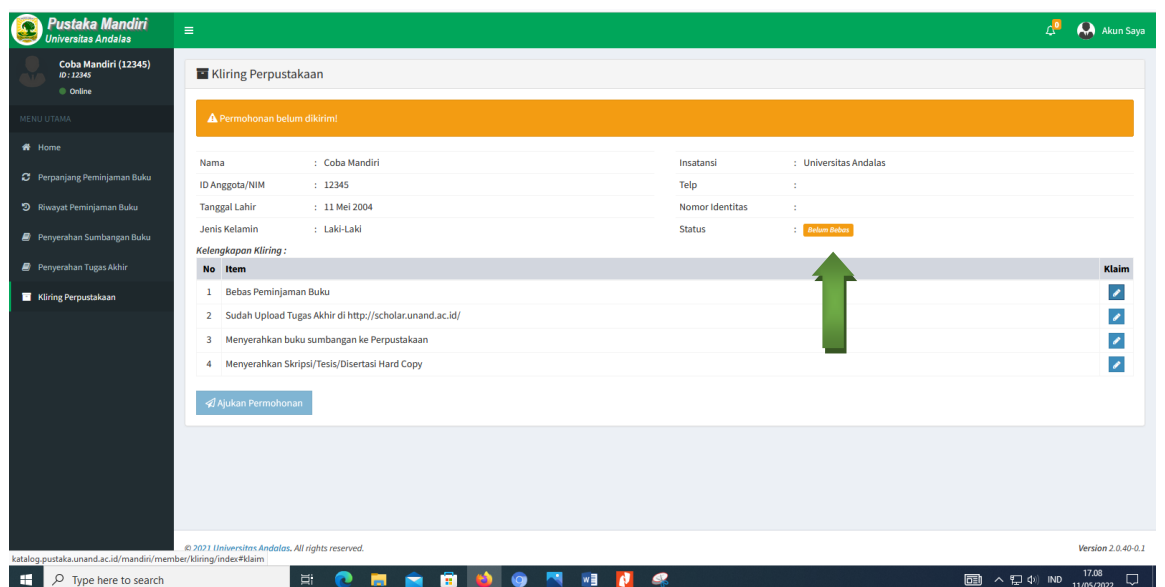 Pustaka Mandiri
Universitas Andalas
0
Akun Saya
Coba Mandiri (12345)
ID : 12345
Online
MENU UTAMA
Home
Perpanjang Peminjaman Buku
Riwayat Peminjaman Buku
Penyerahan Sumbangan Buku
Penyerahan Tugas Akhir
Kliring Perpustakaan
Kliring Perpustakaan
Permohonan belum dikirim!
Nama : Coba Mandiri Insatansi : Universitas Andalas
ID Anggota/NIM : 12345 Telp :
Tanggal Lahir : 11 Mei 2004 Nomor Identitas :
Jenis Kelamin : Laki-Laki Status : Belum Bebas
Kelengkapan Kliring :
No Item Klaim
1 Bebas Peminjaman Buku
2 Sudah Upload Tugas Akhir di http://scholar.unand.ac.id/
3 Menyerahkan buku sumbangan ke Perpustakaan
4 Menyerahkan Skripsi/Tesis/Disertasi Hard Copy
Ajukan Permohonan
© 2021 Universitas Andalas. All rights reserved. Version 2.0.40-0.1
katalog.pustaka.unand.ac.id/mandiri/member/kliring/index#klaim
Type here to search
IND
17.08
11/05/2022